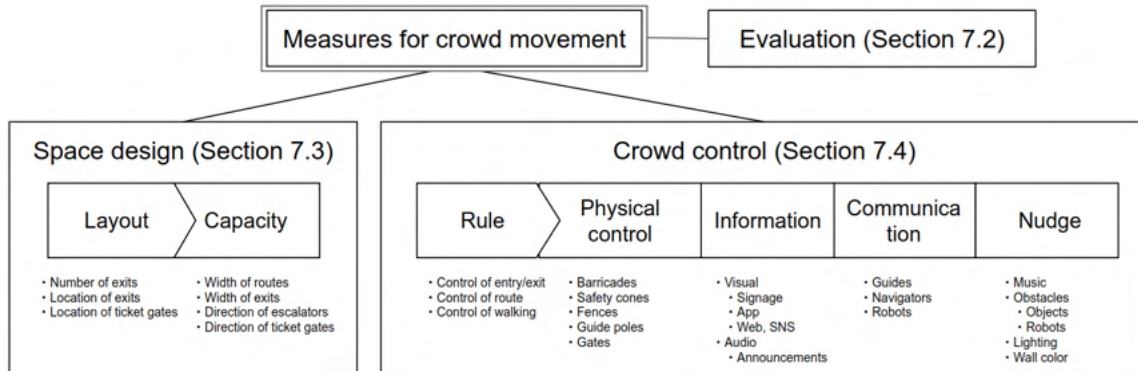 Measures for crowd movement
Evaluation (Section 7.2)
Space design (Section 7.3)
Layout
Capacity
• Number of exits
• Location of exits
• Location of ticket gates
• Width of routes
• Width of exits
• Direction of escalators
• Direction of ticket gates
Crowd control (Section 7.4)
Rule
Physical
control
Information
Communica
tion
Nudge
• Control of entry/exit
• Control of route
• Control of walking
• Barricades
• Safety cones
• Fences
• Guide poles
• Gates
• Visual
• Signage
• App
• Web, SNS
• Audio
• Announcements
• Guides
• Navigators
• Robots
• Music
• Obstacles
• Objects
• Robots
• Lighting
• Wall color